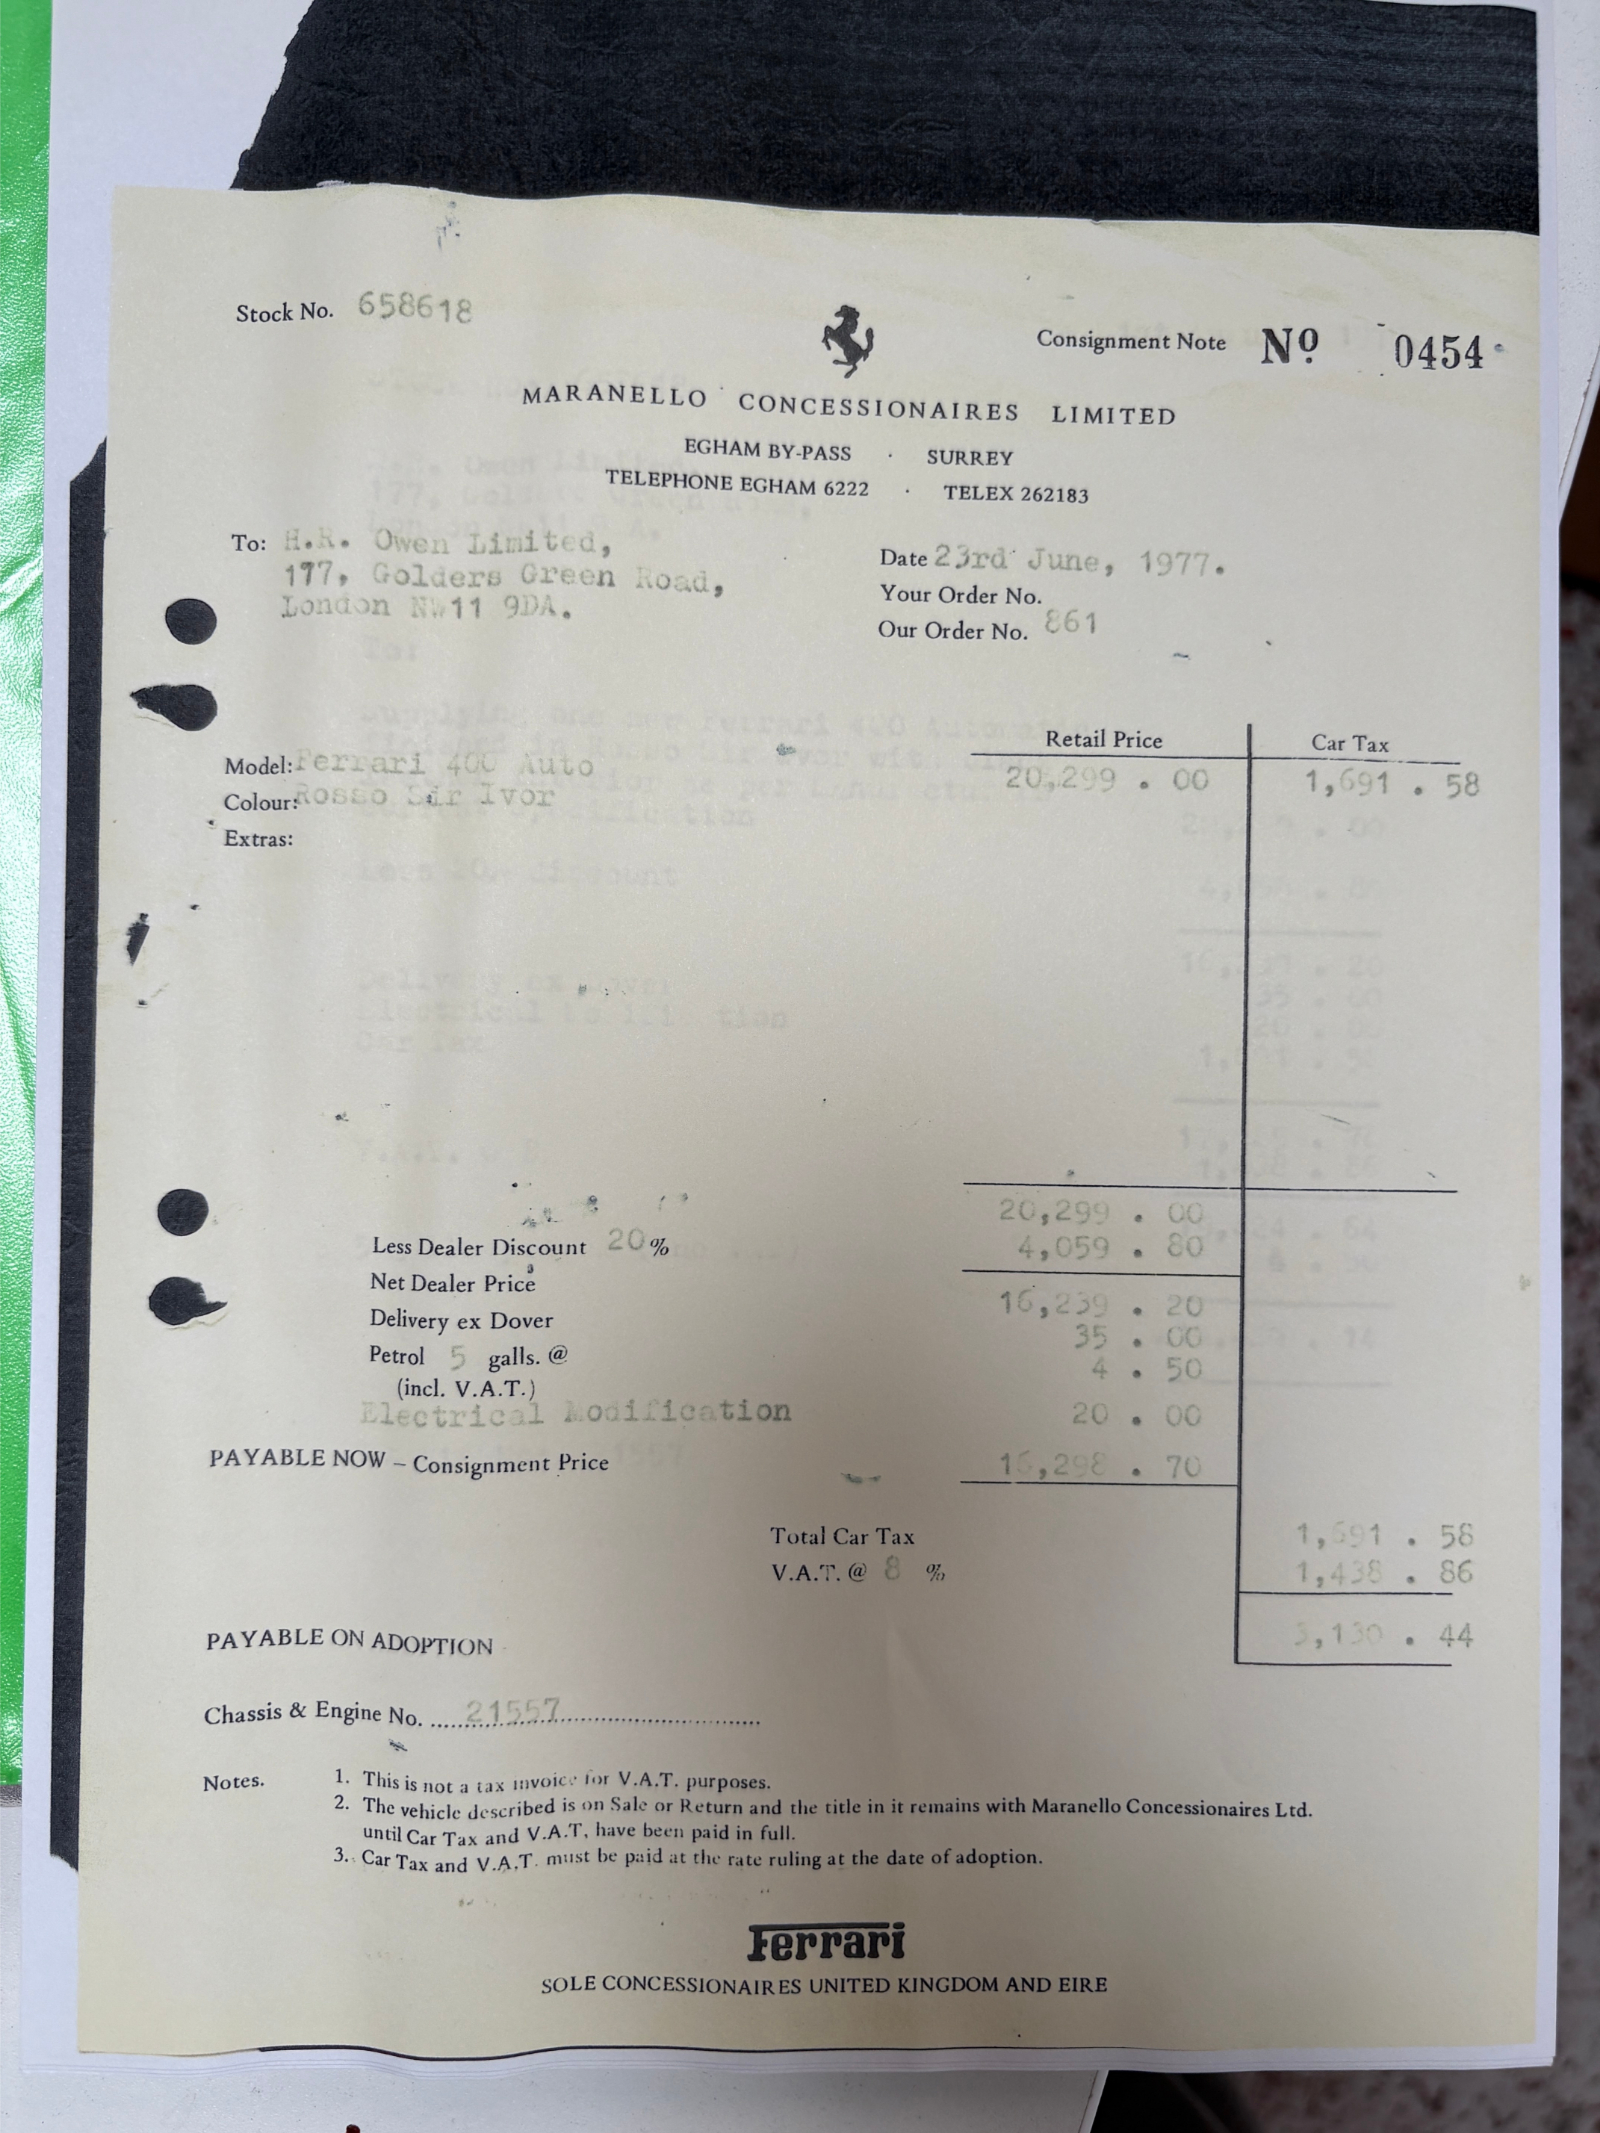 Stock No. 658618
Consignment Note Nº 0454
MARANELLO CONCESSIONAIRES LIMITED
EGHAM BY-PASS · SURREY
TELEPHONE EGHAM 6222 · TELEX 262183
To: H.R. Owen Limited,
177, Golders Green Road,
London NW11 9DA.
Date 23rd June, 1977.
Your Order No.
Our Order No. 861
Retail Price Car Tax
Model: Ferrari 400 Auto 20,299 . 00 1,691 . 58
Colour: Rosso Sir Ivor
Extras:
20,299 . 00
Less Dealer Discount 20% 4,059 . 80
Net Dealer Price 16,239 . 20
Delivery ex Dover 35 . 00
Petrol 5 galls. @ 4 . 50
(incl. V.A.T.)
Electrical Modification 20 . 00
PAYABLE NOW – Consignment Price 16,298 . 70
Total Car Tax 1,691 . 58
V.A.T. @ 8 % 1,438 . 86
PAYABLE ON ADOPTION 3,130 . 44
Chassis & Engine No. 21557
Notes. 1. This is not a tax invoice for V.A.T. purposes.
2. The vehicle described is on Sale or Return and the title in it remains with Maranello Concessionaires Ltd.
until Car Tax and V.A.T, have been paid in full.
3. Car Tax and V.A.T. must be paid at the rate ruling at the date of adoption.
Ferrari
SOLE CONCESSIONAIRES UNITED KINGDOM AND EIRE